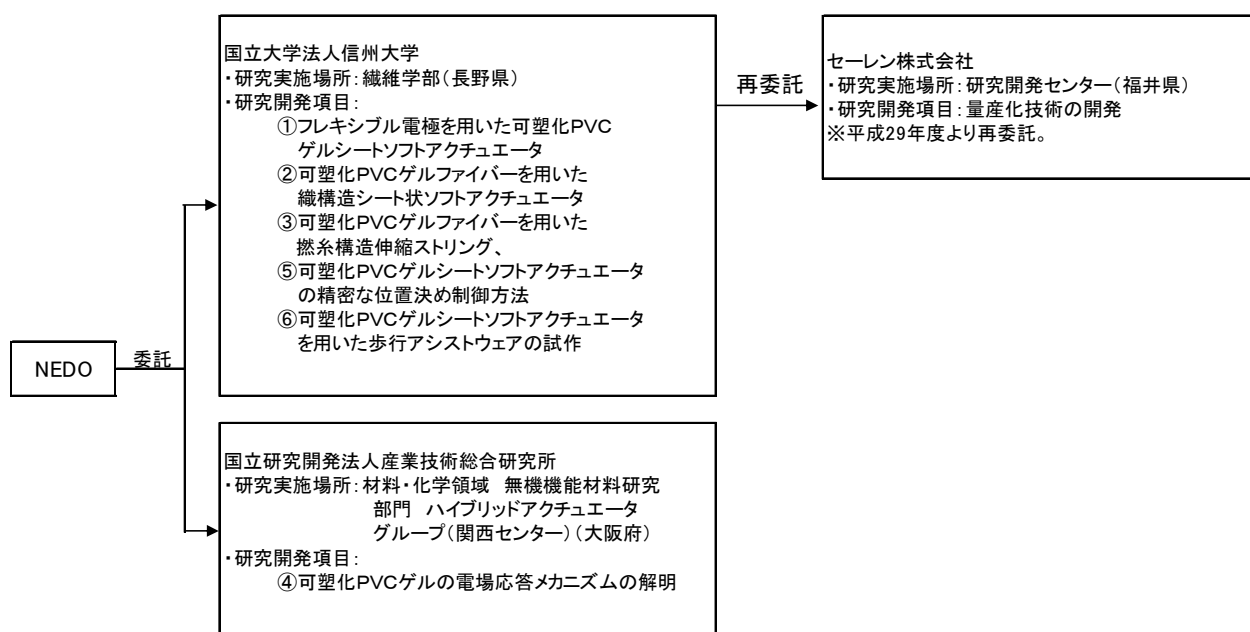 NEDO
委託
国立大学法人信州大学
・研究実施場所：繊維学部（長野県）
・研究開発項目：
①フレキシブル電極を用いた可塑化PVC
ゲルシートソフトアクチュエータ
②可塑化PVCゲルファイバーを用いた
織構造シート状ソフトアクチュエータ
③可塑化PVCゲルファイバーを用いた
撚糸構造伸縮ストリング、
⑤可塑化PVCゲルシートソフトアクチュエータ
の精密な位置決め制御方法
⑥可塑化PVCゲルシートソフトアクチュエータ
を用いた歩行アシストウェアの試作
再委託
セーレン株式会社
・研究実施場所：研究開発センター（福井県）
・研究開発項目：量産化技術の開発
※平成29年度より再委託。
国立研究開発法人産業技術総合研究所
・研究実施場所：材料・化学領域　無機機能材料研究
部門　ハイブリッドアクチュエータ
グループ（関西センター）（大阪府）
・研究開発項目：
④可塑化PVCゲルの電場応答メカニズムの解明